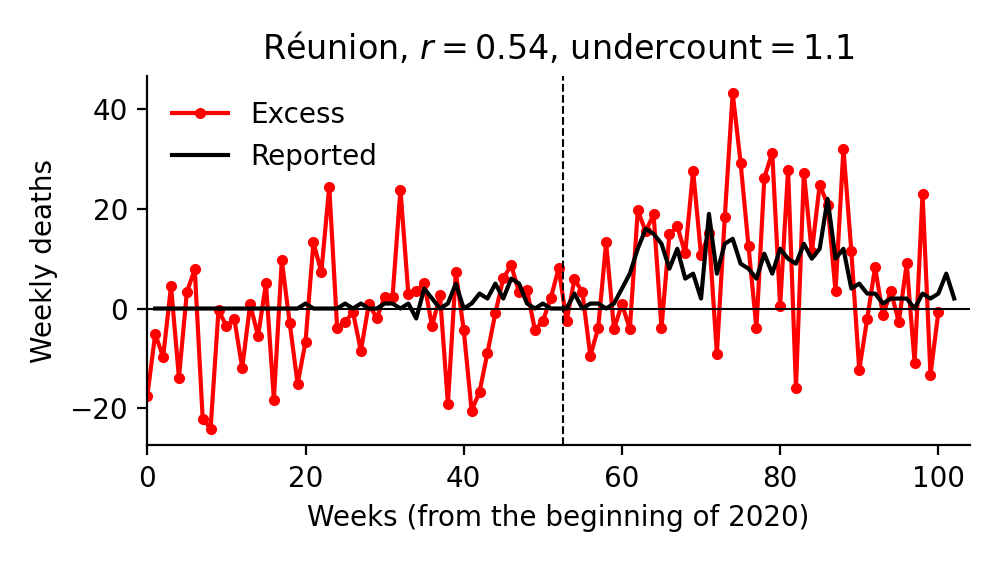 Réunion, r = 0.54, undercount = 1.1
Excess
Reported
Weekly deaths
40
20
0
−20
0 20 40 60 80 100
Weeks (from the beginning of 2020)